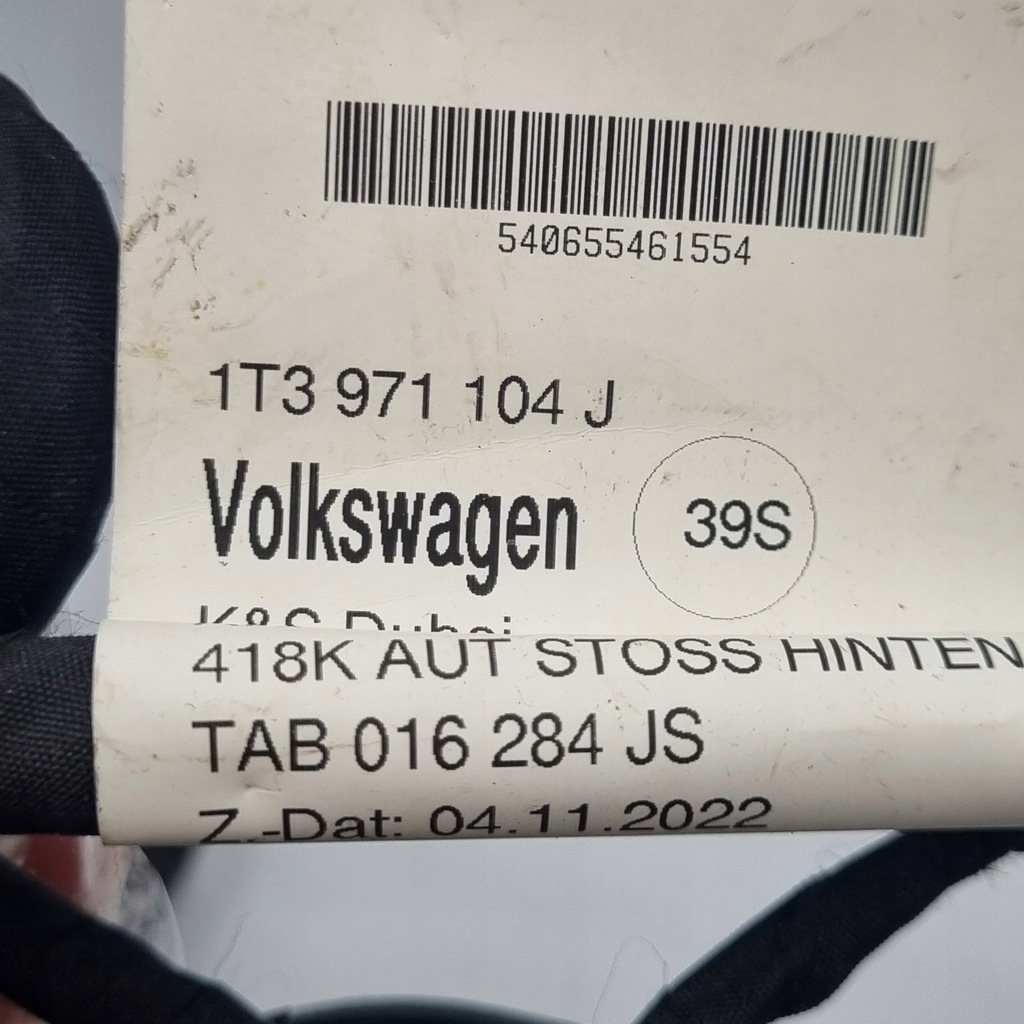 540655461554
1T3 971 104 J
Volkswagen
39S
418K AUT STOSS HINTEN
TAB 016 284 JS
Z.-Dat: 04.11.2022